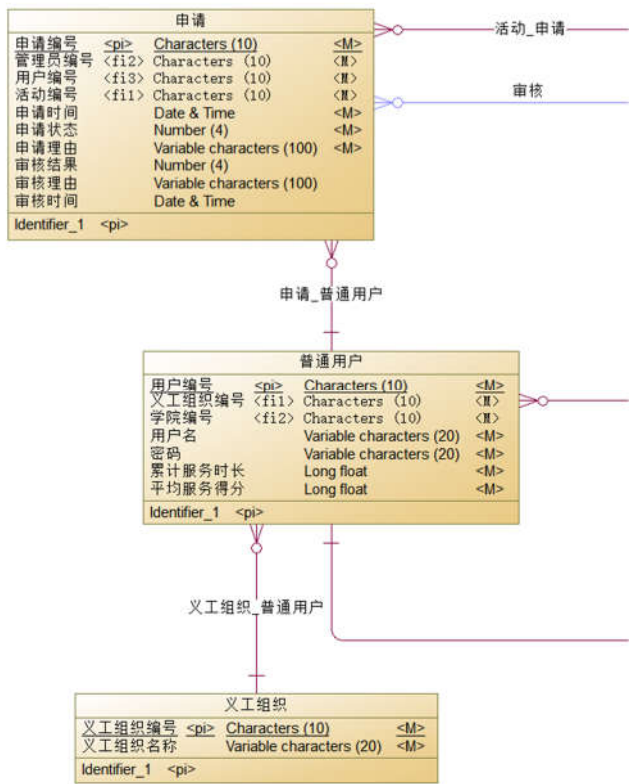 申请
申请编号 <pi> Characters (10) <M>
管理员编号 <fi2> Characters (10) <M>
用户编号 <fi3> Characters (10) <M>
活动编号 <fi1> Characters (10) <M>
申请时间 Date & Time <M>
申请状态 Number (4) <M>
申请理由 Variable characters (100) <M>
审核结果 Number (4)
审核理由 Variable characters (100)
审核时间 Date & Time
Identifier_1 <pi>
活动_申请
审核
申请_普通用户
普通用户
用户编号 <pi> Characters (10) <M>
义工组织编号 <fi1> Characters (10) <M>
学院编号 <fi2> Characters (10) <M>
用户名 Variable characters (20) <M>
密码 Variable characters (20) <M>
累计服务时长 Long float <M>
平均服务得分 Long float <M>
Identifier_1 <pi>
义工组织_普通用户
义工组织
义工组织编号 <pi> Characters (10) <M>
义工组织名称 Variable characters (20) <M>
Identifier_1 <pi>